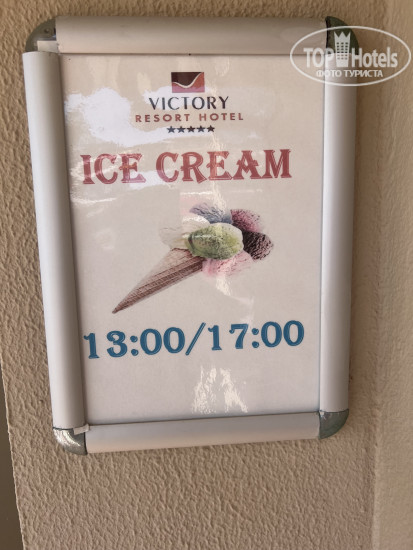 TOP Hotels
ФОТО ТУРИСТА
VICTORY
RESORT HOTEL
★★★★★
ICE CREAM
13:00/17:00